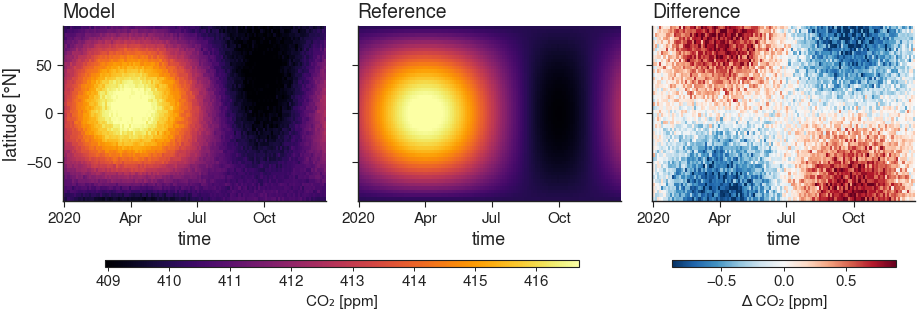 Model Reference Difference
latitude [°N]
50
0
−50
2020 Apr Jul Oct 2020 Apr Jul Oct 2020 Apr Jul Oct
time time time
409 410 411 412 413 414 415 416 −0.5 0.0 0.5
CO₂ [ppm] Δ CO₂ [ppm]